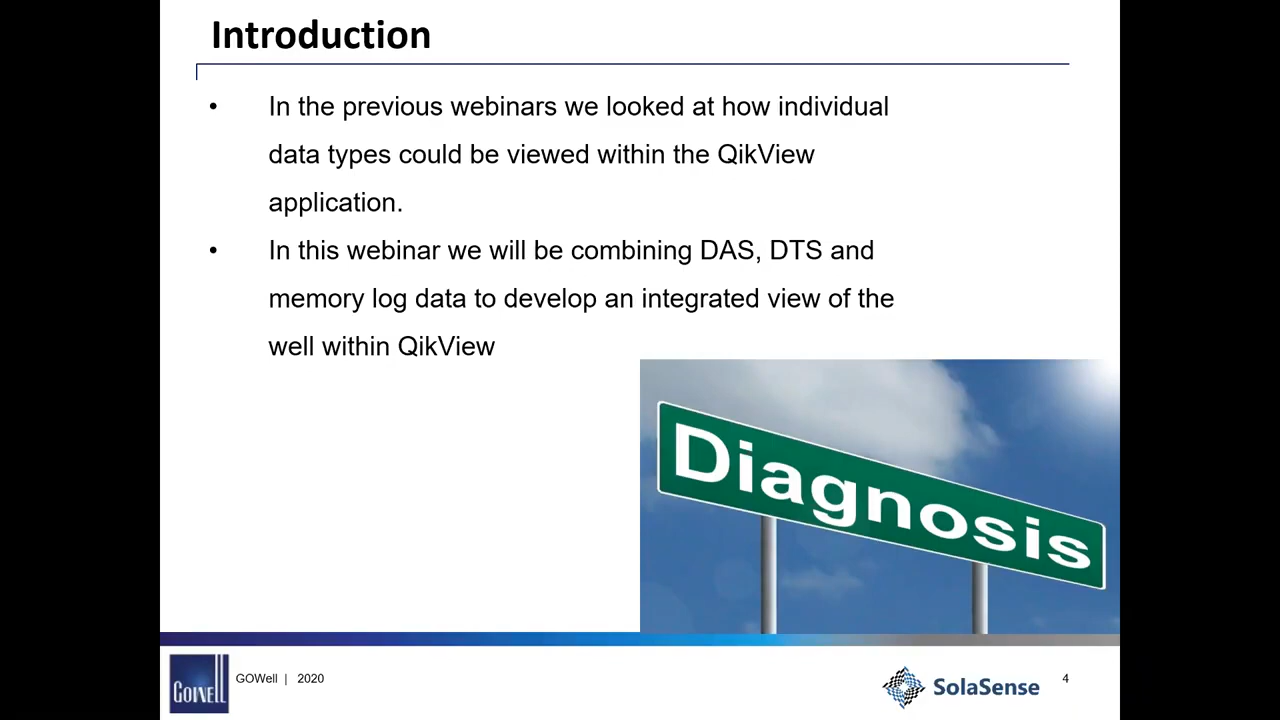 Introduction
• In the previous webinars we looked at how individual
data types could be viewed within the QikView
application.
• In this webinar we will be combining DAS, DTS and
memory log data to develop an integrated view of the
well within QikView
Diagnosis
GOWell
GOWell | 2020
SolaSense
4